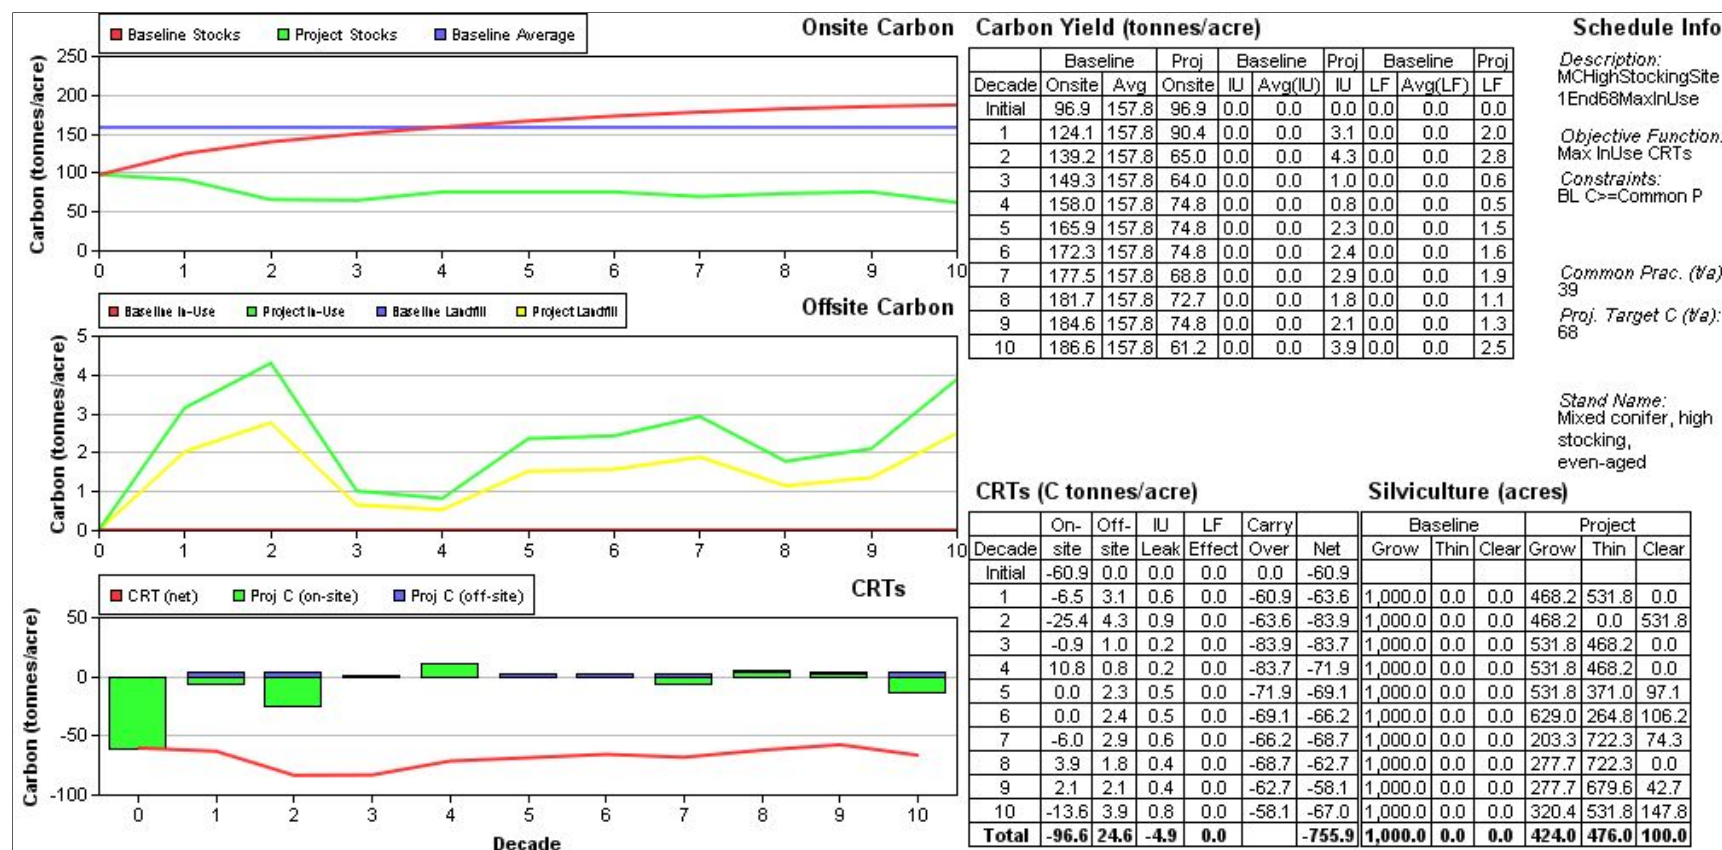 Baseline Stocks Project Stocks Baseline Average
Onsite Carbon
Carbon (tonnes/acre)
250
200
150
100
50
0
0 1 2 3 4 5 6 7 8 9 10
Baseline In-Use Project In-Use Baseline Landfill Project Landfill
Offsite Carbon
Carbon (tonnes/acre)
5
4
3
2
1
0
0 1 2 3 4 5 6 7 8 9 10
CRT (net) Proj C (on-site) Proj C (off-site)
CRTs
Carbon (tonnes/acre)
50
0
-50
-100
0 1 2 3 4 5 6 7 8 9 10
Decade
Carbon Yield (tonnes/acre)
Baseline Proj Baseline Proj Baseline Proj
Decade Onsite Avg Onsite IU Avg(IU) IU LF Avg(LF) LF
Initial 96.9 157.8 96.9 0.0 0.0 0.0 0.0 0.0 0.0
1 124.1 157.8 90.4 0.0 0.0 3.1 0.0 0.0 2.0
2 139.2 157.8 65.0 0.0 0.0 4.3 0.0 0.0 2.8
3 149.3 157.8 64.0 0.0 0.0 1.0 0.0 0.0 0.6
4 158.0 157.8 74.8 0.0 0.0 0.8 0.0 0.0 0.5
5 165.9 157.8 74.8 0.0 0.0 2.3 0.0 0.0 1.5
6 172.3 157.8 74.8 0.0 0.0 2.4 0.0 0.0 1.6
7 177.5 157.8 68.8 0.0 0.0 2.9 0.0 0.0 1.9
8 181.7 157.8 72.7 0.0 0.0 1.8 0.0 0.0 1.1
9 184.6 157.8 74.8 0.0 0.0 2.1 0.0 0.0 1.3
10 186.6 157.8 61.2 0.0 0.0 3.9 0.0 0.0 2.5
Schedule Info
Description:
MCHighStockingSite
1End68MaxInUse
Objective Function:
Max InUse CRTs
Constraints:
BL C>=Common P
Common Prac. (t/a)
39
Proj. Target C (t/a):
68
Stand Name:
Mixed conifer, high
stocking,
even-aged
CRTs (C tonnes/acre)
On- Off- IU LF Carry
Decade site site Leak Effect Over Net
Initial -60.9 0.0 0.0 0.0 0.0 -60.9
1 -6.5 3.1 0.6 0.0 -60.9 -63.6
2 -25.4 4.3 0.9 0.0 -63.6 -83.9
3 -0.9 1.0 0.2 0.0 -83.9 -83.7
4 10.8 0.8 0.2 0.0 -83.7 -71.9
5 0.0 2.3 0.5 0.0 -71.9 -69.1
6 0.0 2.4 0.5 0.0 -69.1 -66.2
7 -6.0 2.9 0.6 0.0 -66.2 -68.7
8 3.9 1.8 0.4 0.0 -68.7 -62.7
9 2.1 2.1 0.4 0.0 -62.7 -58.1
10 -13.6 3.9 0.8 0.0 -58.1 -67.0
Total -96.6 24.6 -4.9 0.0 -755.9
Silviculture (acres)
Baseline Project
Grow Thin Clear Grow Thin Clear
1,000.0 0.0 0.0 468.2 531.8 0.0
1,000.0 0.0 0.0 468.2 0.0 531.8
1,000.0 0.0 0.0 531.8 468.2 0.0
1,000.0 0.0 0.0 531.8 468.2 0.0
1,000.0 0.0 0.0 531.8 371.0 97.1
1,000.0 0.0 0.0 629.0 264.8 106.2
1,000.0 0.0 0.0 203.3 722.3 74.3
1,000.0 0.0 0.0 277.7 722.3 0.0
1,000.0 0.0 0.0 277.7 679.6 42.7
1,000.0 0.0 0.0 320.4 531.8 147.8
1,000.0 0.0 0.0 424.0 476.0 100.0